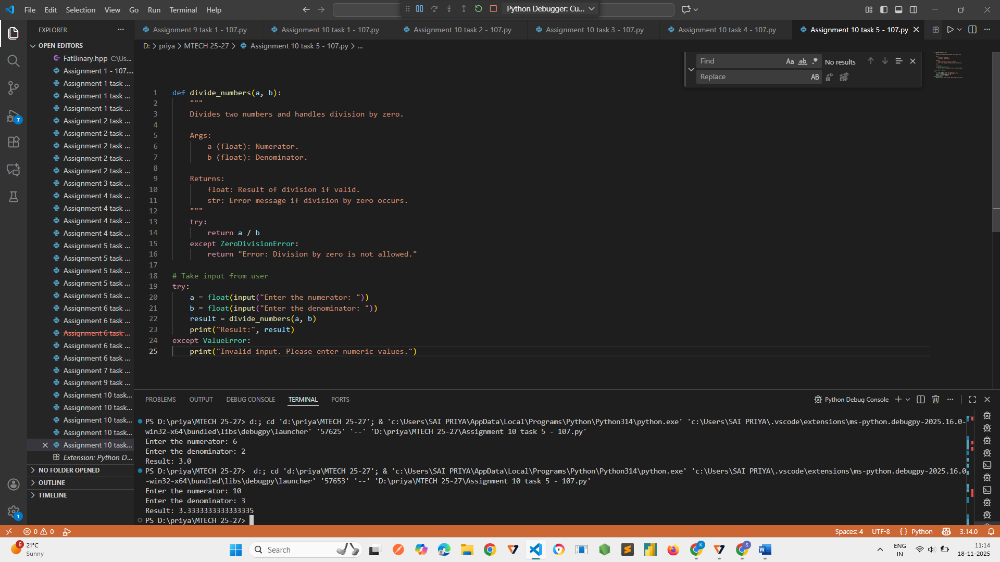 File Edit Selection View Go Run Terminal Help
Python Debugger: Cu...
EXPLORER
Assignment 9 task 1 - 107.py
Assignment 10 task 1 - 107.py
Assignment 10 task 2 - 107.py
Assignment 10 task 3 - 107.py
Assignment 10 task 4 - 107.py
Assignment 10 task 5 - 107.py
OPEN EDITORS
FatBinary.hpp C:\Us...
Assignment 1 - 107....
Assignment 1 task ...
Assignment 1 task ...
Assignment 1 task ...
Assignment 2 task ...
Assignment 2 task ...
Assignment 2 task ...
Assignment 2 task ...
Assignment 2 task ...
Assignment 3 task ...
Assignment 4 task ...
Assignment 4 task ...
Assignment 4 task ...
Assignment 4 task ...
Assignment 5 task ...
Assignment 5 task ...
Assignment 5 task ...
Assignment 5 task ...
Assignment 5 task ...
Assignment 6 task ...
Assignment 6 task ...
Assignment 6 task ...
Assignment 6 task ...
Assignment 6 task ...
Assignment 7 task ...
Assignment 9 task ...
Assignment 10 task...
Assignment 10 task...
Assignment 10 task...
Assignment 10 task...
Assignment 10 task...
Extension: Python D...
NO FOLDER OPENED
OUTLINE
TIMELINE
7
1
D: > priya > MTECH 25-27 > Assignment 10 task 5 - 107.py > ...
Find Aa ab .* No results
Replace AB
1 def divide_numbers(a, b):
2 """
3 Divides two numbers and handles division by zero.
4
5 Args:
6 a (float): Numerator.
7 b (float): Denominator.
8
9 Returns:
10 float: Result of division if valid.
11 str: Error message if division by zero occurs.
12 """
13 try:
14 return a / b
15 except ZeroDivisionError:
16 return "Error: Division by zero is not allowed."
17
18 # Take input from user
19 try:
20 a = float(input("Enter the numerator: "))
21 b = float(input("Enter the denominator: "))
22 result = divide_numbers(a, b)
23 print("Result:", result)
24 except ValueError:
25 print("Invalid input. Please enter numeric values.")
PROBLEMS OUTPUT DEBUG CONSOLE TERMINAL PORTS
Python Debug Console
PS D:\priya\MTECH 25-27> d:; cd 'd:\priya\MTECH 25-27'; & 'c:\Users\SAI PRIYA\AppData\Local\Programs\Python\Python314\python.exe' 'c:\Users\SAI PRIYA\.vscode\extensions\ms-python.debugpy-2025.16.0-
win32-x64\bundled\libs\debugpy\launcher' '57625' '--' 'D:\priya\MTECH 25-27\Assignment 10 task 5 - 107.py'
Enter the numerator: 6
Enter the denominator: 2
Result: 3.0
PS D:\priya\MTECH 25-27>  d:; cd 'd:\priya\MTECH 25-27'; & 'c:\Users\SAI PRIYA\AppData\Local\Programs\Python\Python314\python.exe' 'c:\Users\SAI PRIYA\.vscode\extensions\ms-python.debugpy-2025.16.0
-win32-x64\bundled\libs\debugpy\launcher' '57653' '--' 'D:\priya\MTECH 25-27\Assignment 10 task 5 - 107.py'
Enter the numerator: 10
Enter the denominator: 3
Result: 3.3333333333333335
PS D:\priya\MTECH 25-27>
0 0
Spaces: 4 UTF-8 { } Python 3.14.0
6
21°C
Sunny
Search
K
S
ENG
IN
11:14
18-11-2025